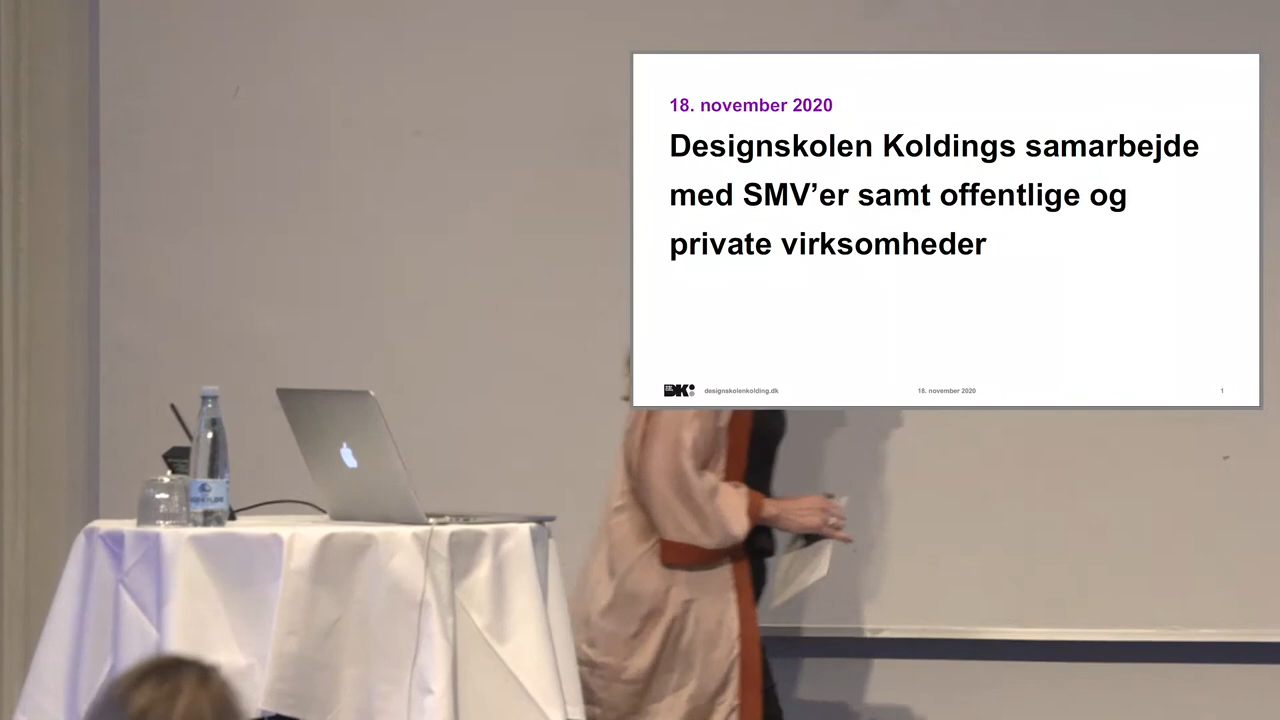 18. november 2020
Designskolen Koldings samarbejde
med SMV’er samt offentlige og
private virksomheder
DK:
designskolenkolding.dk
18. november 2020
1